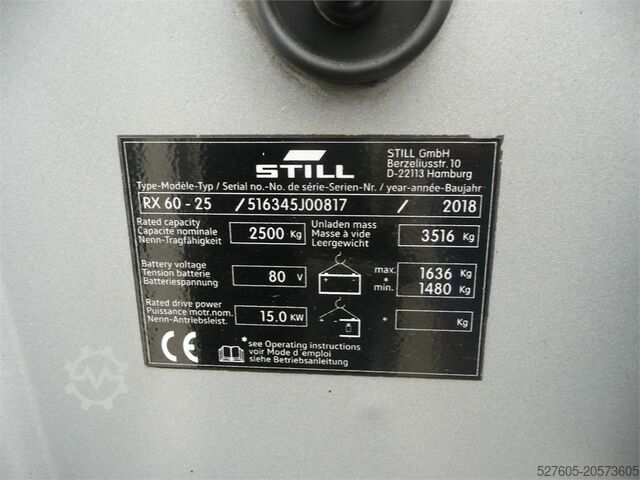 STILL
STILL GmbH
Berzeliusstr.10
D-22113 Hamburg
Type-Modèle-Typ / Serial no.-No. de série-Serien-Nr. / year-année-Baujahr
RX 60 - 25 / 516345J00817 / 2018
Rated capacity
Capacité nominale
Nenn-Tragfähigkeit
2500 Kg
Unladen mass
Masse à vide
Leergewicht
3516 Kg
Battery voltage
Tension batterie
Batteriespannung
80 V
max. 1636 Kg
*
min. 1480 Kg
Rated drive power
Puissance motr.nom.
Nenn-Antriebsleist.
15.0 KW
* Kg
CE
*see Operating instructions
voir Mode d'emploi
siehe Betriebsanleitung
527605-20573605